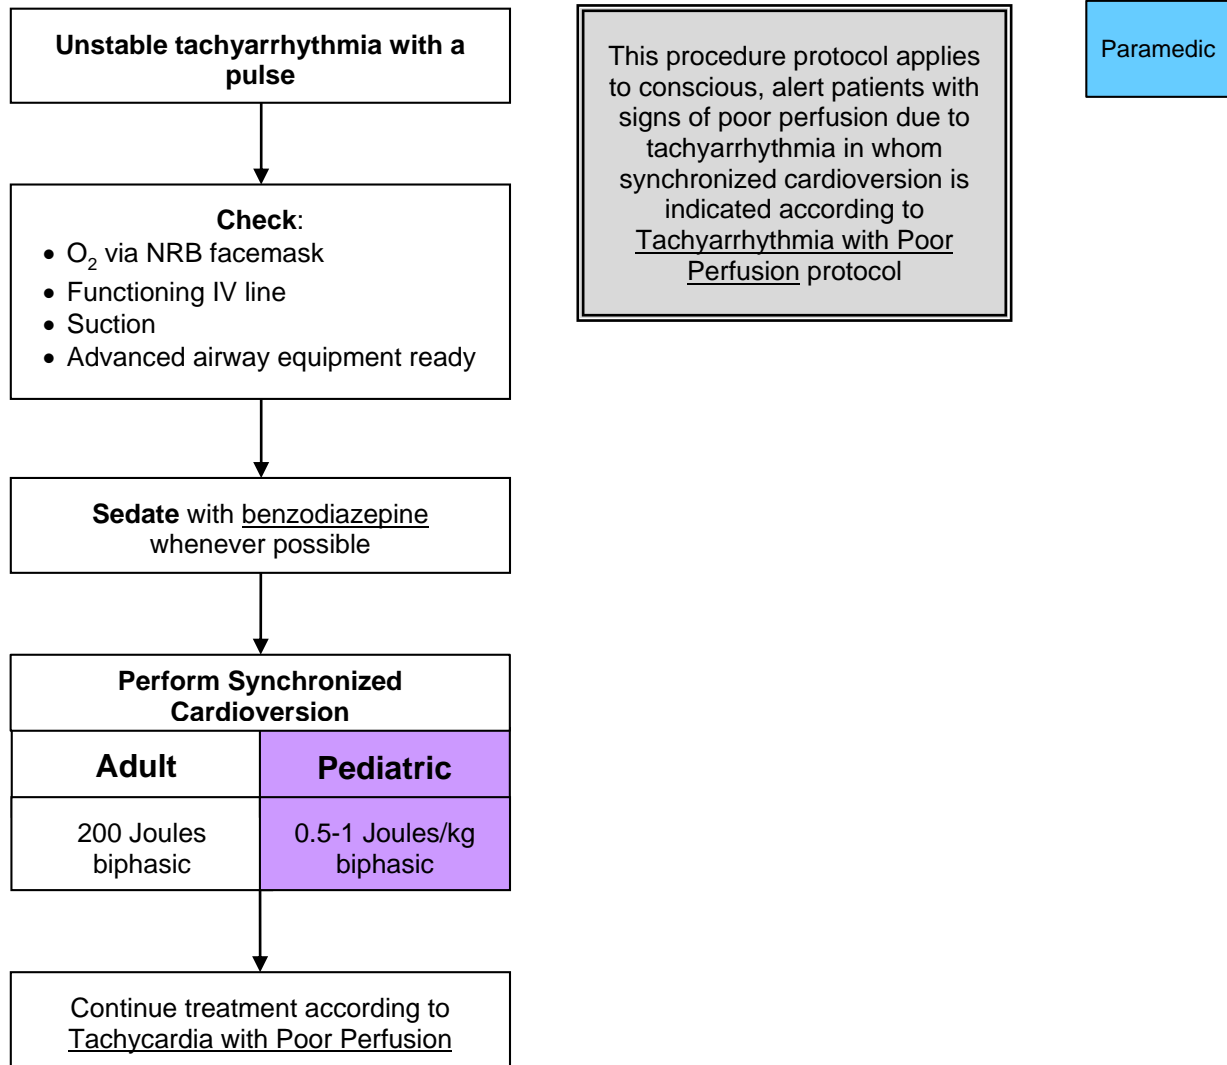 Unstable tachyarrhythmia with a
pulse
This procedure protocol applies
to conscious, alert patients with
signs of poor perfusion due to
tachyarrhythmia in whom
synchronized cardioversion is
indicated according to
Tachyarrhythmia with Poor
Perfusion protocol
Paramedic
Check:
• O2 via NRB facemask
• Functioning IV line
• Suction
• Advanced airway equipment ready
Sedate with benzodiazepine
whenever possible
Perform Synchronized
Cardioversion
Adult
Pediatric
200 Joules
biphasic
0.5-1 Joules/kg
biphasic
Continue treatment according to
Tachycardia with Poor Perfusion